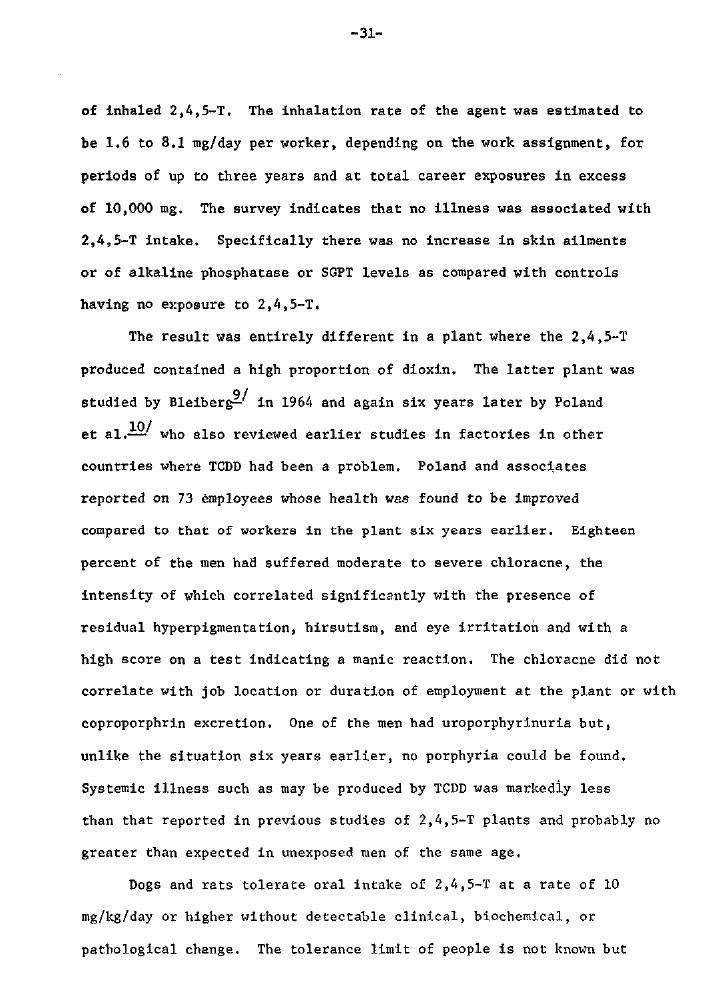 -31-
of inhaled 2,4,5-T. The inhalation rate of the agent was estimated to
be 1.6 to 8.1 mg/day per worker, depending on the work assignment, for
periods of up to three years and at total career exposures in excess
of 10,000 mg. The survey indicates that no illness was associated with
2,4,5-T intake. Specifically there was no increase in skin ailments
or of alkaline phosphatase or SGPT levels as compared with controls
having no exposure to 2,4,5-T.
The result was entirely different in a plant where the 2,4,5-T
produced contained a high proportion of dioxin. The latter plant was
studied by Bleiberg9/ in 1964 and again six years later by Poland
et al.10/ who also reviewed earlier studies in factories in other
countries where TCDD had been a problem. Poland and associates
reported on 73 employees whose health was found to be improved
compared to that of workers in the plant six years earlier. Eighteen
percent of the men had suffered moderate to severe chloracne, the
intensity of which correlated significantly with the presence of
residual hyperpigmentation, hirsutism, and eye irritation and with a
high score on a test indicating a manic reaction. The chloracne did not
correlate with job location or duration of employment at the plant or with
coproporphrin excretion. One of the men had uroporphyrinuria but,
unlike the situation six years earlier, no porphyria could be found.
Systemic illness such as may be produced by TCDD was markedly less
than that reported in previous studies of 2,4,5-T plants and probably no
greater than expected in unexposed men of the same age.
Dogs and rats tolerate oral intake of 2,4,5-T at a rate of 10
mg/kg/day or higher without detectable clinical, biochemical, or
pathological change. The tolerance limit of people is not known but